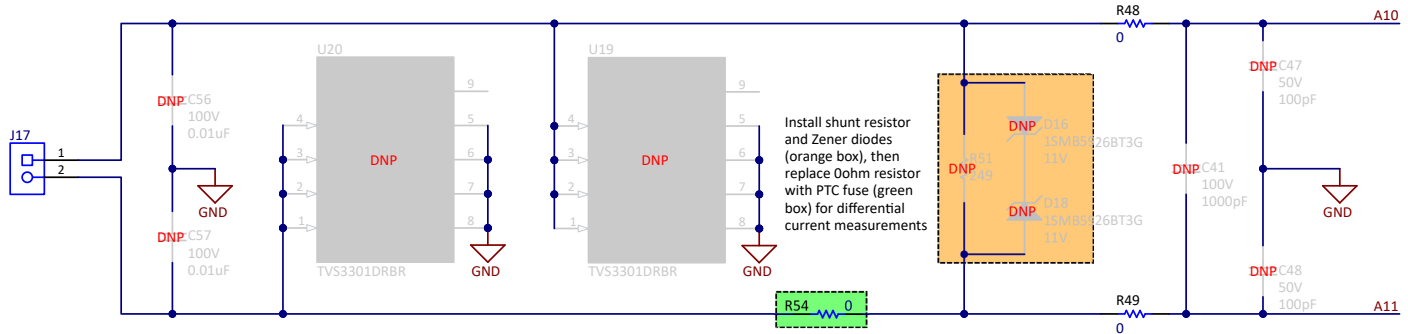 R48
0
A10
U20
U19
J17
1
2
DNP
C56
100V
0.01uF
GND
DNP
C57
100V
0.01uF
9
4
5
3
6
DNP
2
7
1
8
TVS3301DRBR
GND
9
4
5
3
6
DNP
2
7
1
8
TVS3301DRBR
GND
Install shunt resistor
and Zener diodes
(orange box), then
replace 0ohm resistor
with PTC fuse (green
box) for differential
current measurements
DNP
R51
249
DNP
D16
1SMB5926BT3G
11V
DNP
D18
1SMB5926BT3G
11V
DNP
C47
50V
100pF
DNP
C41
100V
1000pF
GND
DNP
C48
50V
100pF
R54
0
R49
0
A11